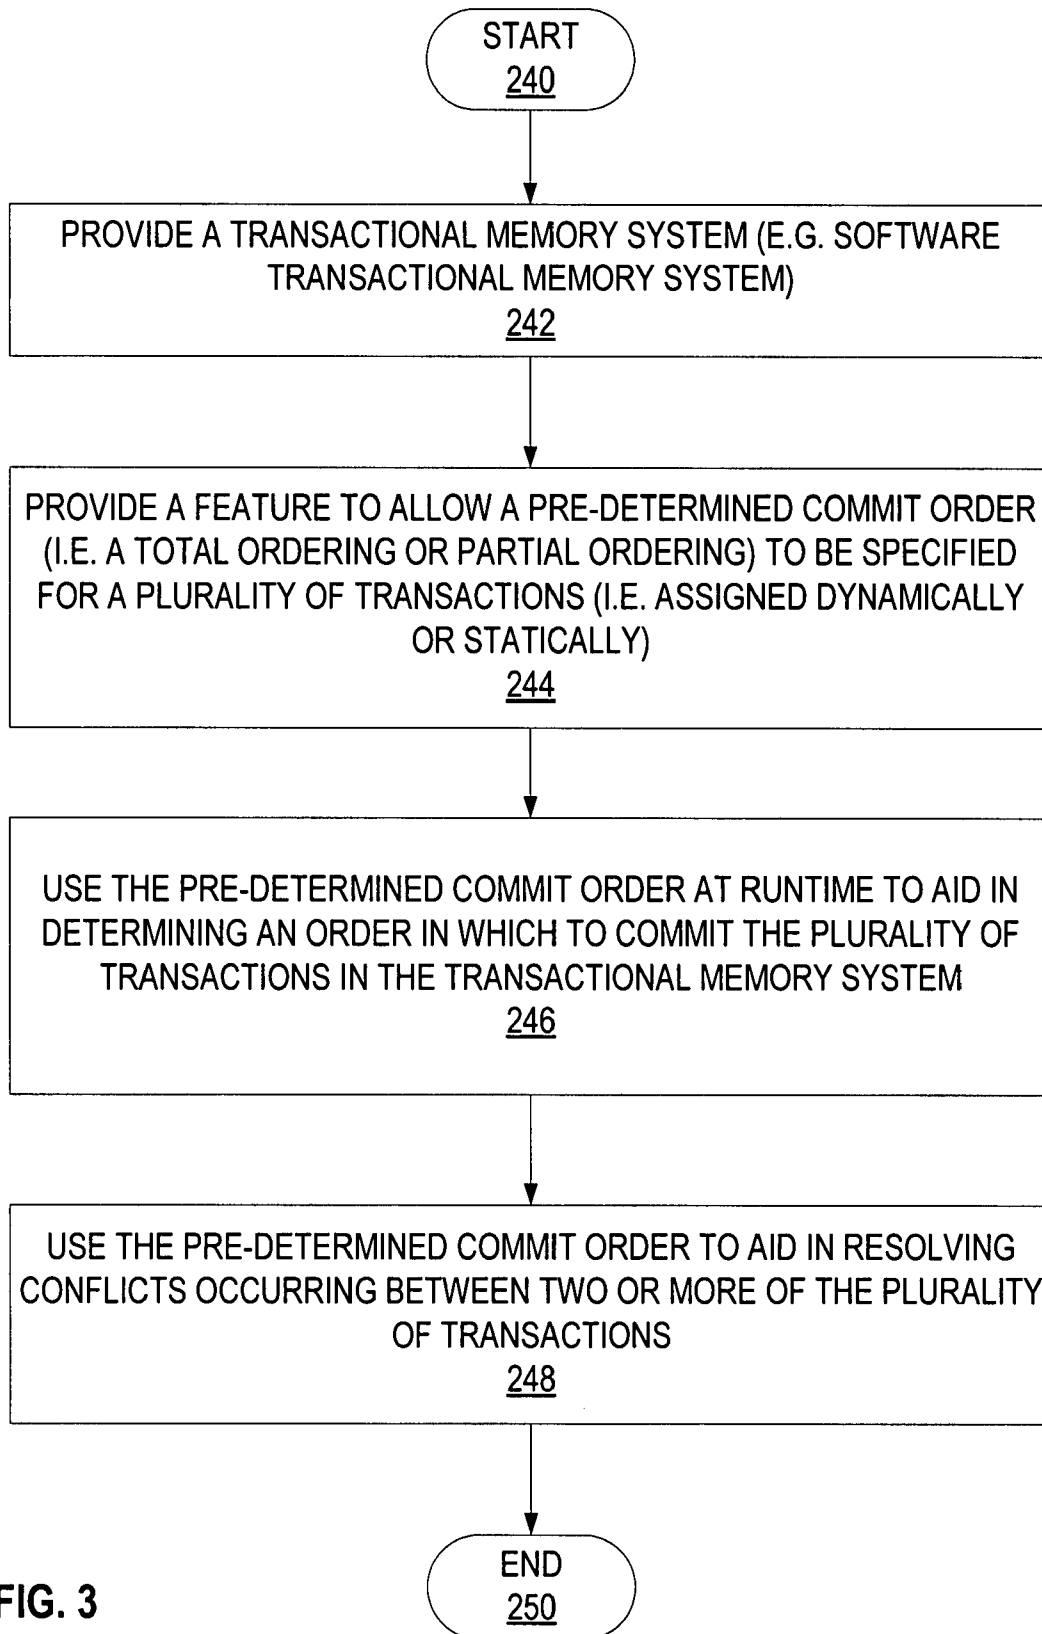 START
240
PROVIDE A TRANSACTIONAL MEMORY SYSTEM (E.G. SOFTWARE
TRANSACTIONAL MEMORY SYSTEM)
242
PROVIDE A FEATURE TO ALLOW A PRE-DETERMINED COMMIT ORDER
(I.E. A TOTAL ORDERING OR PARTIAL ORDERING) TO BE SPECIFIED
FOR A PLURALITY OF TRANSACTIONS (I.E. ASSIGNED DYNAMICALLY
OR STATICALLY)
244
USE THE PRE-DETERMINED COMMIT ORDER AT RUNTIME TO AID IN
DETERMINING AN ORDER IN WHICH TO COMMIT THE PLURALITY OF
TRANSACTIONS IN THE TRANSACTIONAL MEMORY SYSTEM
246
USE THE PRE-DETERMINED COMMIT ORDER TO AID IN RESOLVING
CONFLICTS OCCURRING BETWEEN TWO OR MORE OF THE PLURALITY
OF TRANSACTIONS
248
END
250
FIG. 3